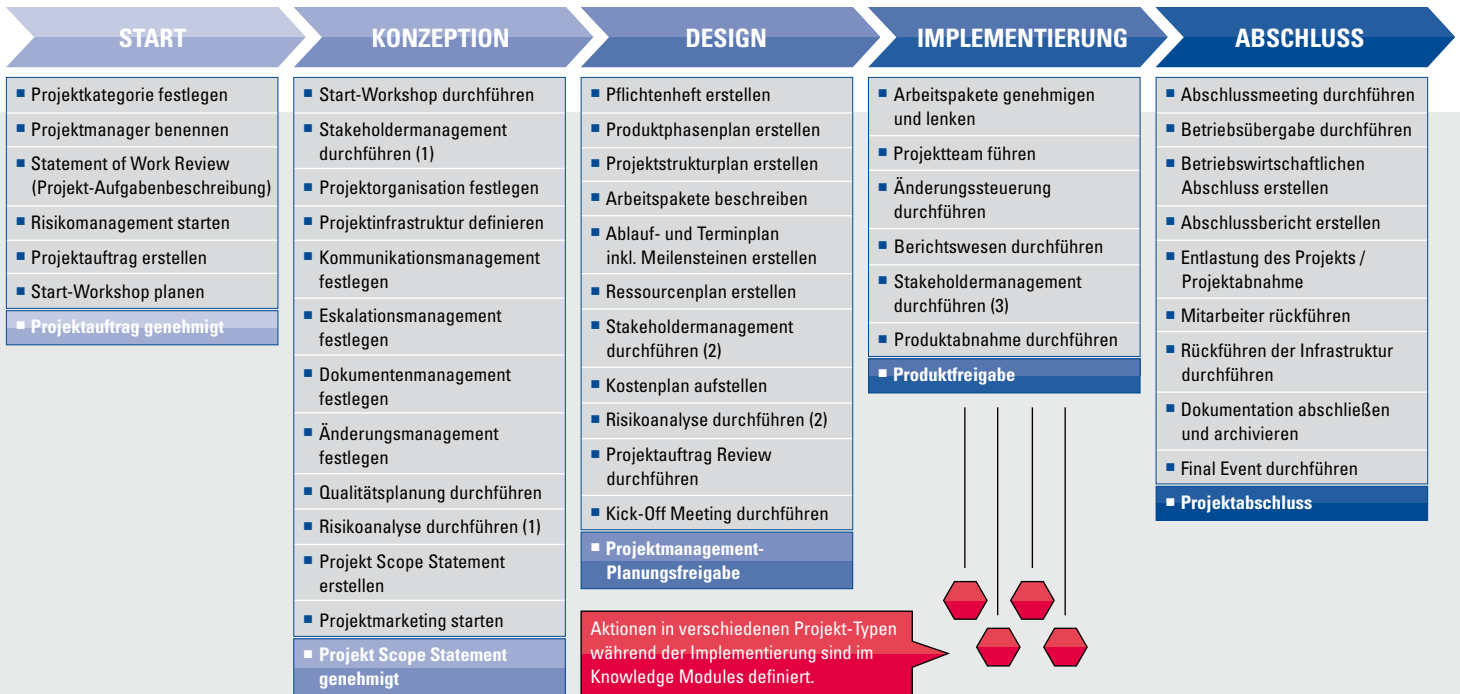 START
KONZEPTION
DESIGN
IMPLEMENTIERUNG
ABSCHLUSS
Projektkategorie festlegen
Projektmanager benennen
Statement of Work Review
(Projekt-Aufgabenbeschreibung)
Risikomanagement starten
Projektauftrag erstellen
Start-Workshop planen
Projektauftrag genehmigt
Start-Workshop durchführen
Stakeholdermanagement
durchführen (1)
Projektorganisation festlegen
Projektinfrastruktur definieren
Kommunikationsmanagement
festlegen
Eskalationsmanagement
festlegen
Dokumentenmanagement
festlegen
Änderungsmanagement
festlegen
Qualitätsplanung durchführen
Risikoanalyse durchführen (1)
Projekt Scope Statement
erstellen
Projektmarketing starten
Projekt Scope Statement
genehmigt
Pflichtenheft erstellen
Produktphasenplan erstellen
Projektstrukturplan erstellen
Arbeitspakete beschreiben
Ablauf- und Terminplan
inkl. Meilensteinen erstellen
Ressourcenplan erstellen
Stakeholdermanagement
durchführen (2)
Kostenplan aufstellen
Risikoanalyse durchführen (2)
Projektauftrag Review
durchführen
Kick-Off Meeting durchführen
Projektmanagement-
Planungsfreigabe
Arbeitspakete genehmigen
und lenken
Projektteam führen
Änderungssteuerung
durchführen
Berichtswesen durchführen
Stakeholdermanagement
durchführen (3)
Produktabnahme durchführen
Produktfreigabe
Aktionen in verschiedenen Projekt-Typen
während der Implementierung sind im
Knowledge Modules definiert.
Abschlussmeeting durchführen
Betriebsübergabe durchführen
Betriebswirtschaftlichen
Abschluss erstellen
Abschlussbericht erstellen
Entlastung des Projekts /
Projektabnahme
Mitarbeiter rückführen
Rückführen der Infrastruktur
durchführen
Dokumentation abschließen
und archivieren
Final Event durchführen
Projektabschluss